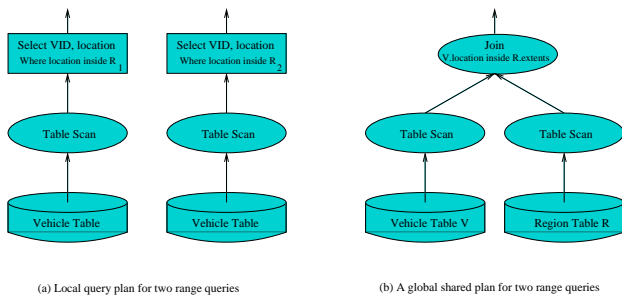 Select VID, location
Where location inside R1
Select VID, location
Where location inside R2
Join
V.location inside R.extents
Table Scan
Table Scan
Table Scan
Table Scan
Vehicle Table
Vehicle Table
Vehicle Table V
Region Table R
(a) Local query plan for two range queries
(b) A global shared plan for two range queries